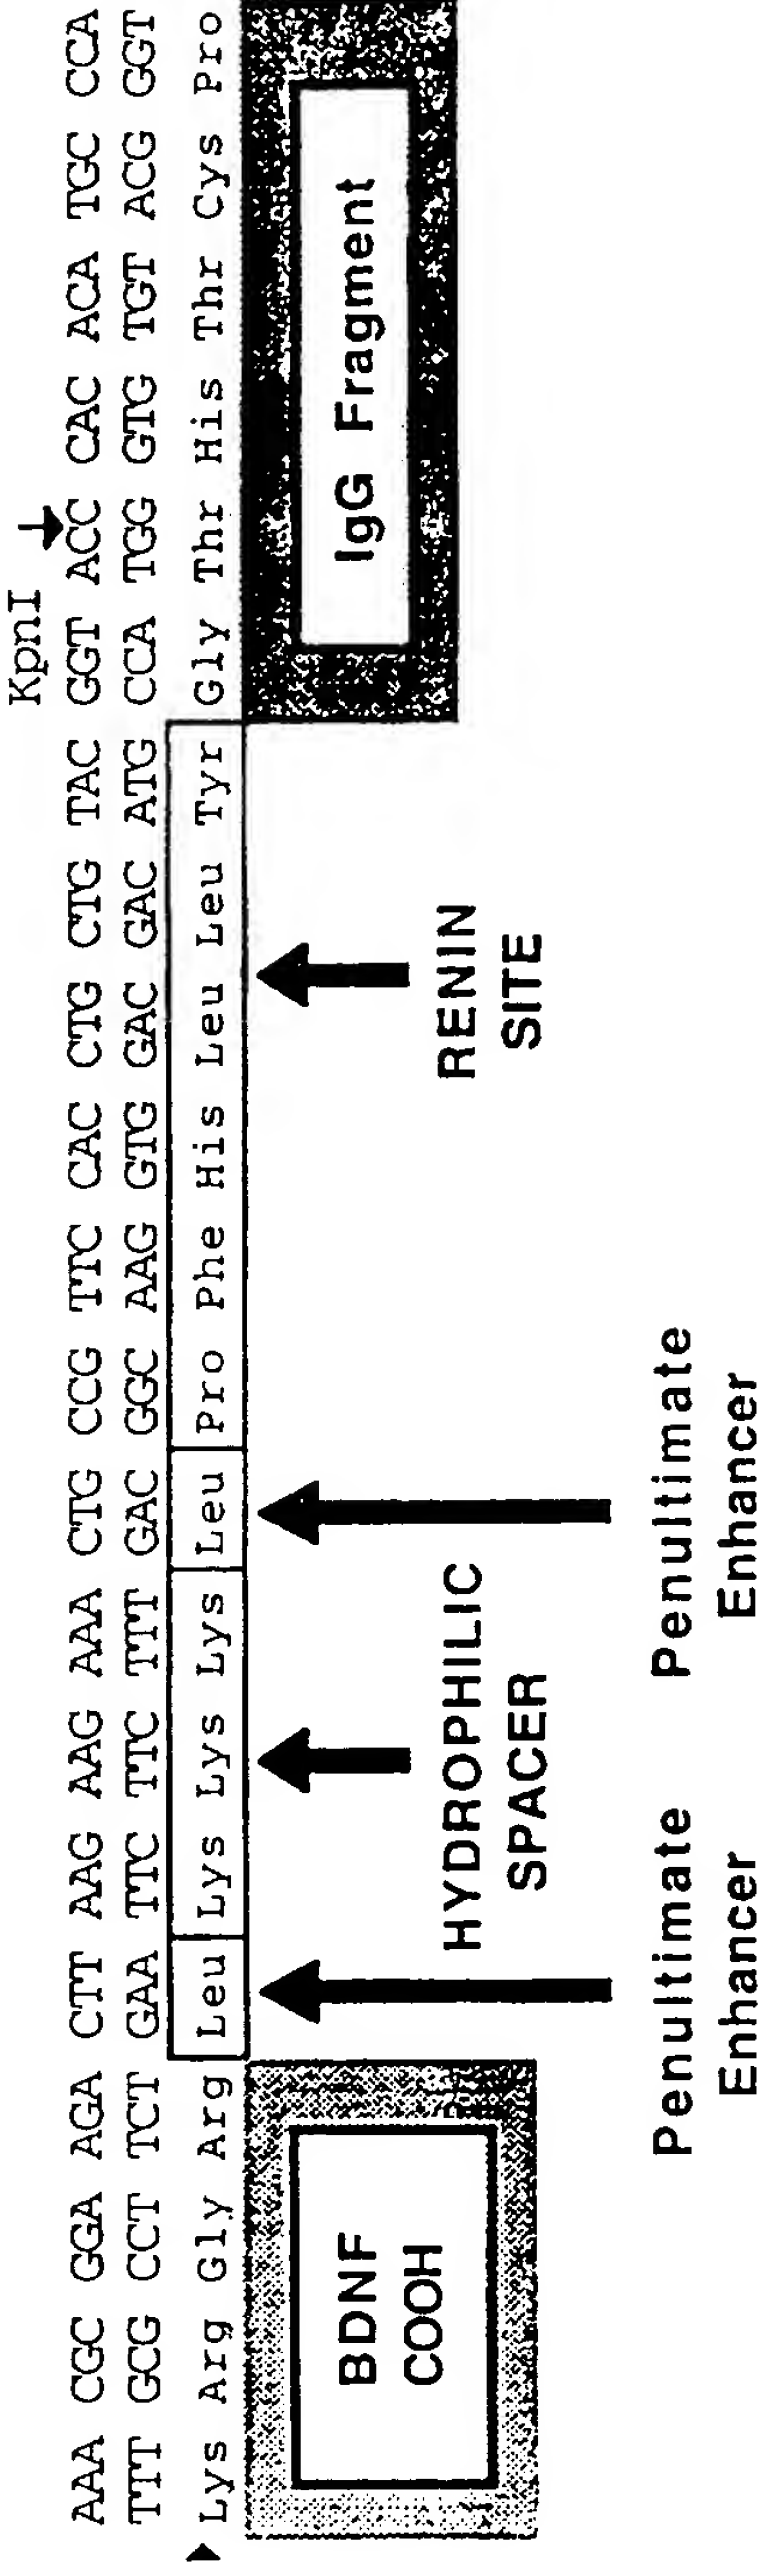 KpnI
AAA CGC GGA AGA CTT AAG AAG AAA CTG CCG TTC CAC CTG CTG TAC GGT ACC CAC ACA TGC CCA
TTT GCG CCT TCT GAA TTC TTC TTT GAC GGC AAG GTG GAC GAC ATG CCA TGG GTG TGT ACG GGT
Lys Arg Gly Arg Leu Lys Lys Lys Leu Pro Phe His Leu Leu Tyr Gly Thr His Thr Cys Pro
BDNF
COOH
IgG Fragment
HYDROPHILIC
SPACER
RENIN
SITE
Penultimate
Enhancer
Penultimate
Enhancer